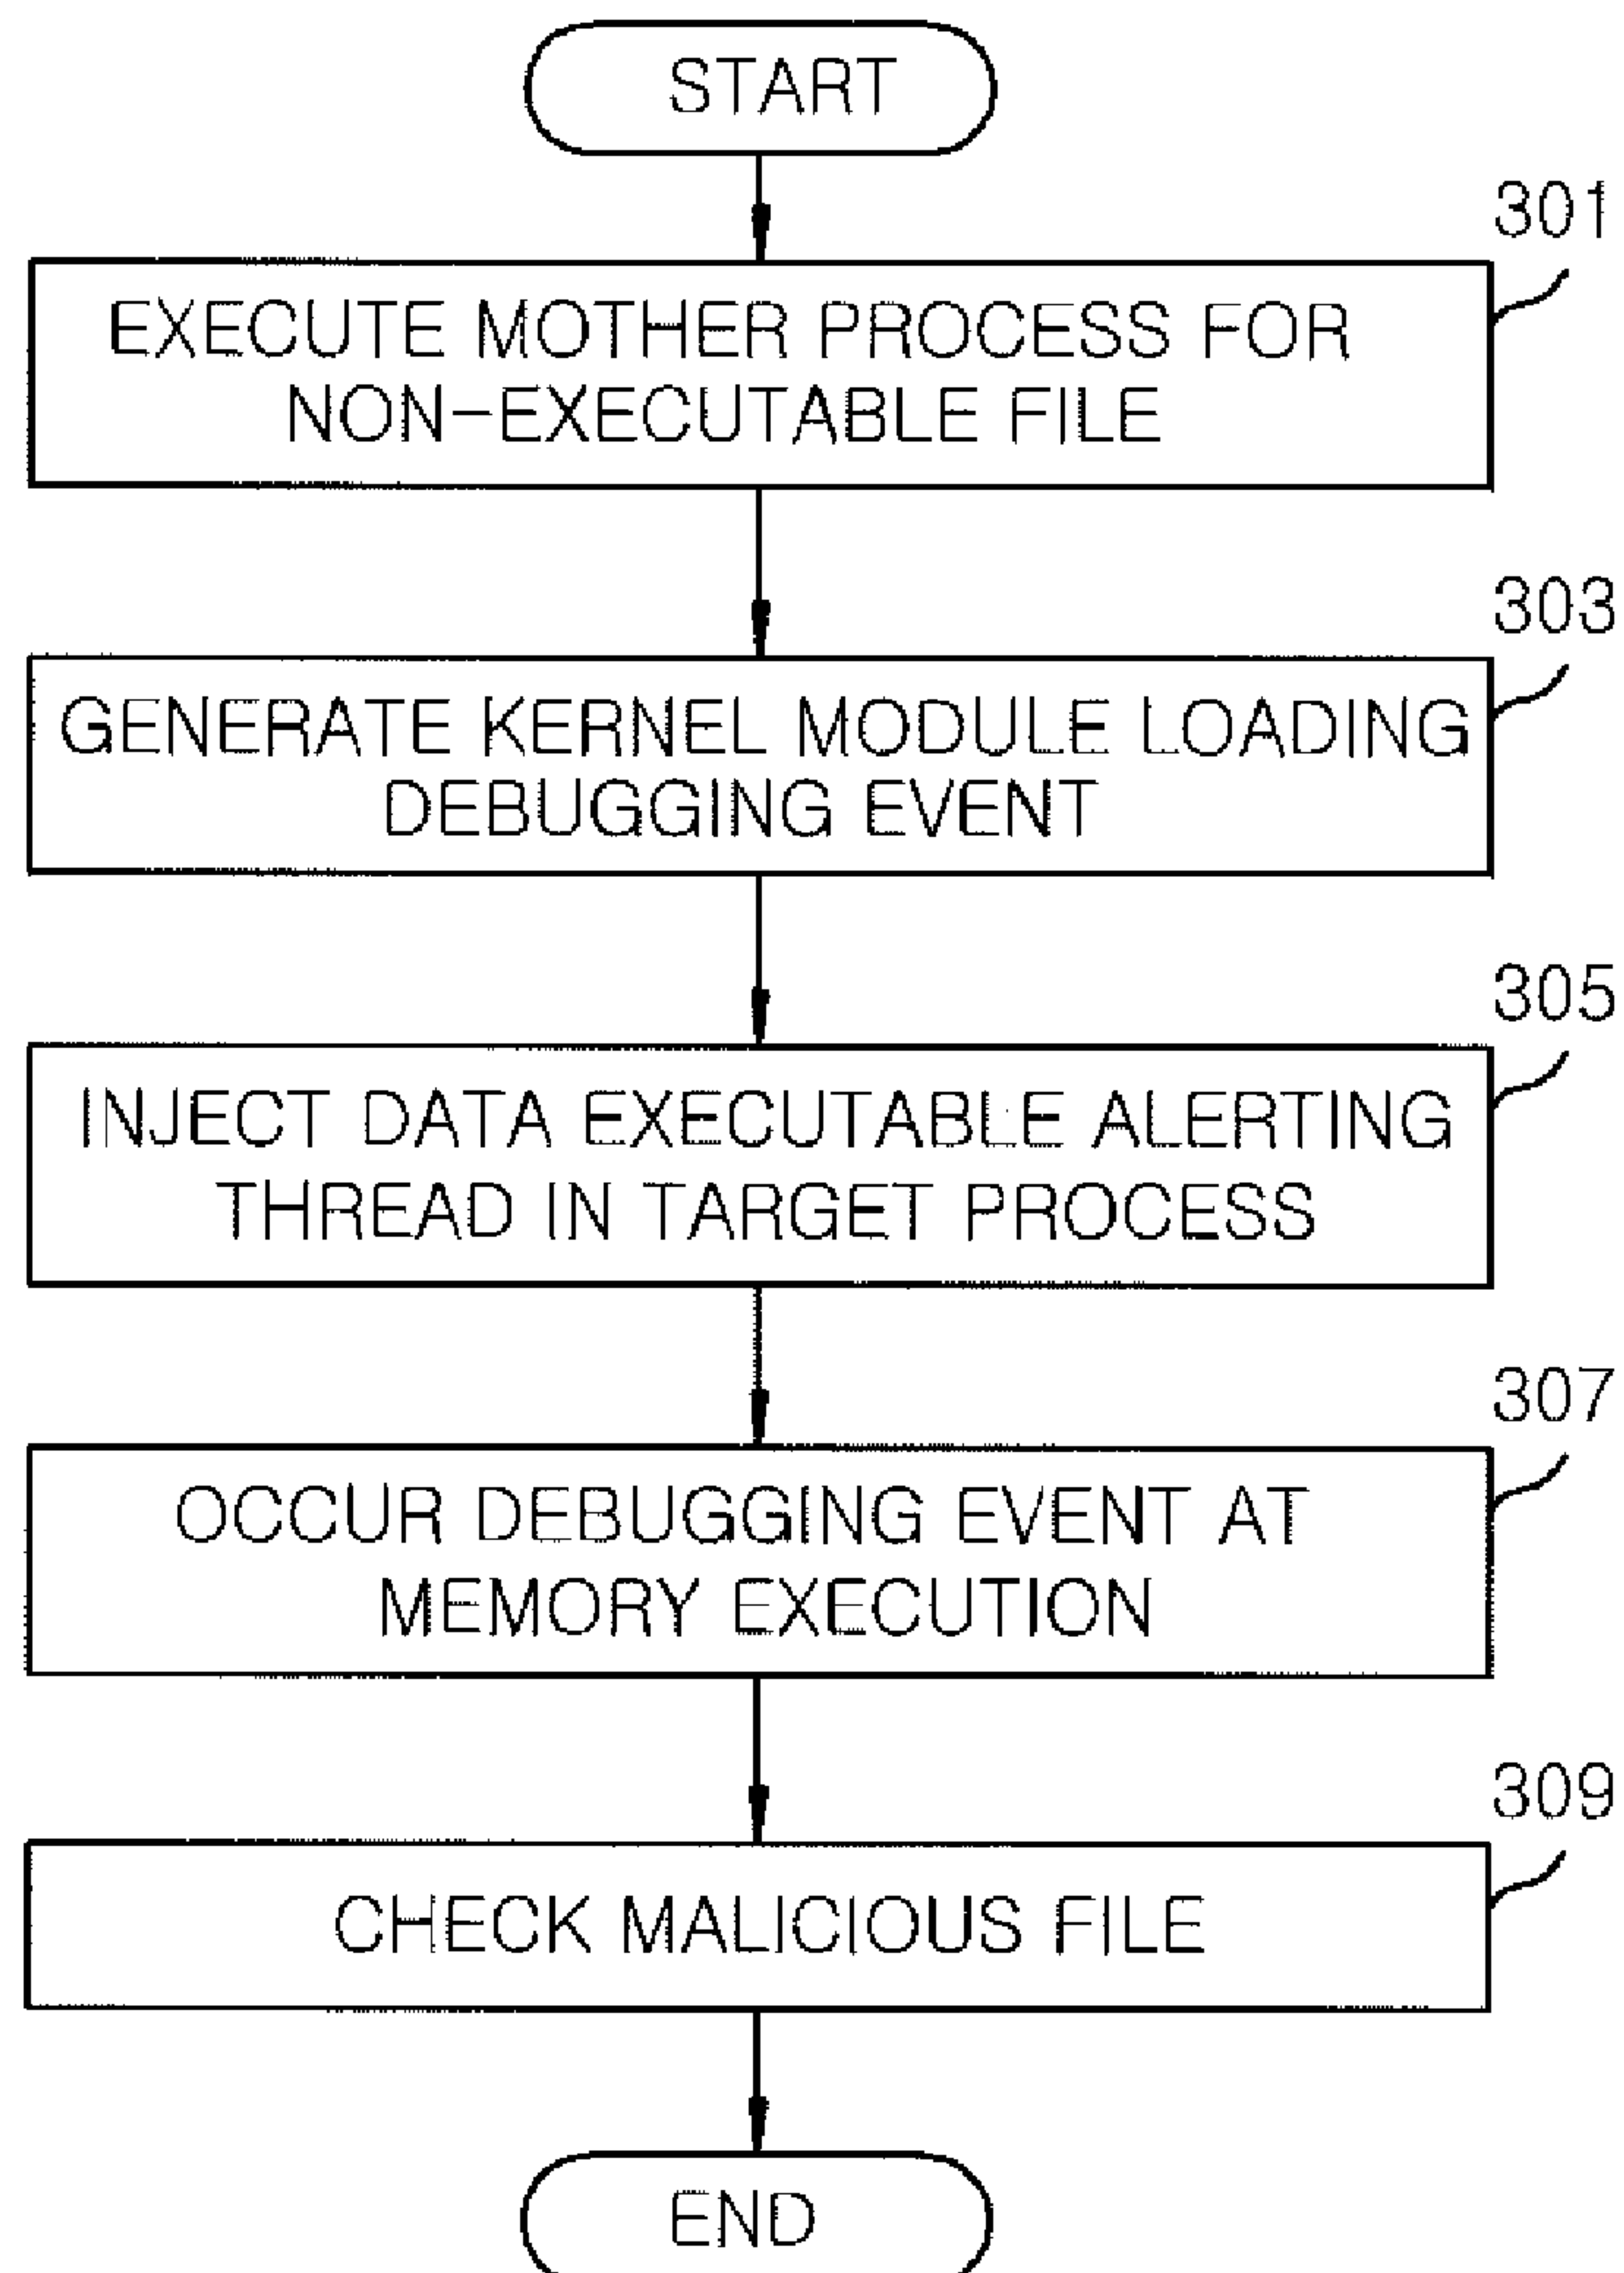 START
301
EXECUTE MOTHER PROCESS FOR
NON-EXECUTABLE FILE
303
GENERATE KERNEL MODULE LOADING
DEBUGGING EVENT
305
INJECT DATA EXECUTABLE ALERTING
THREAD IN TARGET PROCESS
307
OCCUR DEBUGGING EVENT AT
MEMORY EXECUTION
309
CHECK MALICIOUS FILE
END